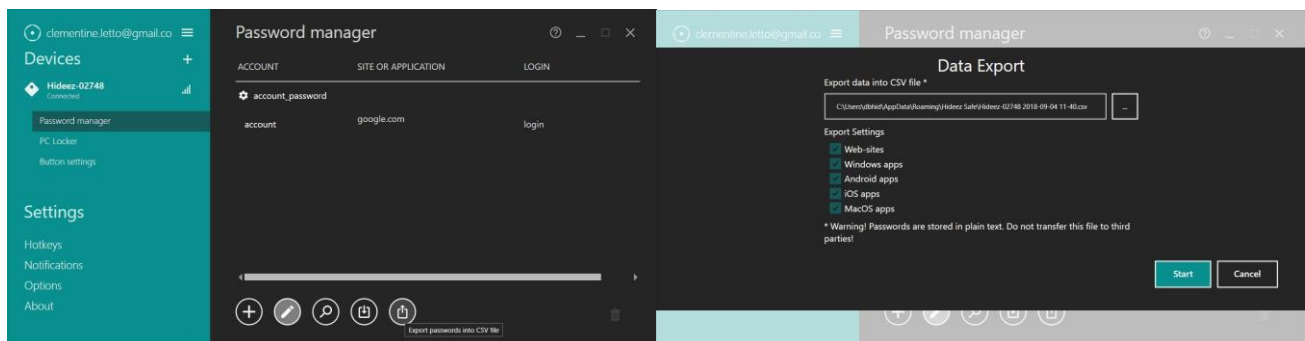 clementine.letto@gmail.co
Devices
+
Hideez-02748
Connected
Password manager
PC Locker
Button settings
Settings
Hotkeys
Notifications
Options
About
Password manager
ACCOUNT SITE OR APPLICATION LOGIN
account_password
account google.com login
Export passwords into CSV file
clementine.letto@gmail.co
Password manager
Data Export
Export data into CSV file *
C:\Users\dbhid\AppData\Roaming\Hideez Safe\Hideez-02748 2018-09-04 11-40.csv
...
Export Settings
Web-sites
Windows apps
Android apps
iOS apps
MacOS apps
* Warning! Passwords are stored in plain text. Do not transfer this file to third
parties!
Start Cancel